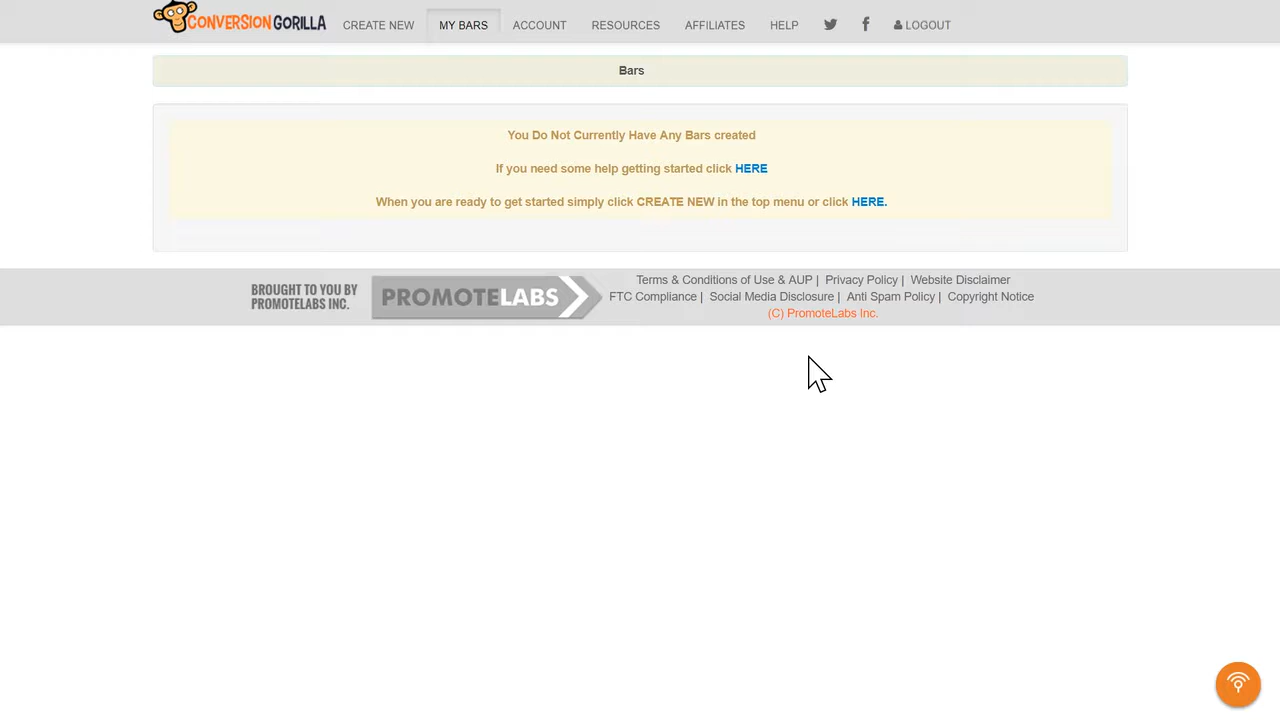 CONVERSION GORILLA CREATE NEW MY BARS ACCOUNT RESOURCES AFFILIATES HELP LOGOUT
Bars
You Do Not Currently Have Any Bars created
If you need some help getting started click HERE
When you are ready to get started simply click CREATE NEW in the top menu or click HERE.
BROUGHT TO YOU BY
PROMOTELABS INC.
PROMOTELABS
Terms & Conditions of Use & AUP | Privacy Policy | Website Disclaimer
FTC Compliance | Social Media Disclosure | Anti Spam Policy | Copyright Notice
(C) PromoteLabs Inc.